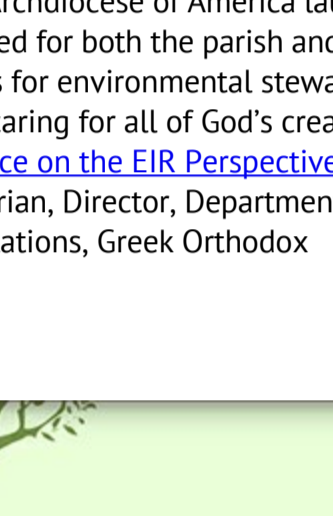 rchdiocese of America la
ed for both the parish and
s for environmental stewa
aring for all of God's crea
ce on the EIR Perspective
rian, Director, Departmen
ations, Greek Orthodox